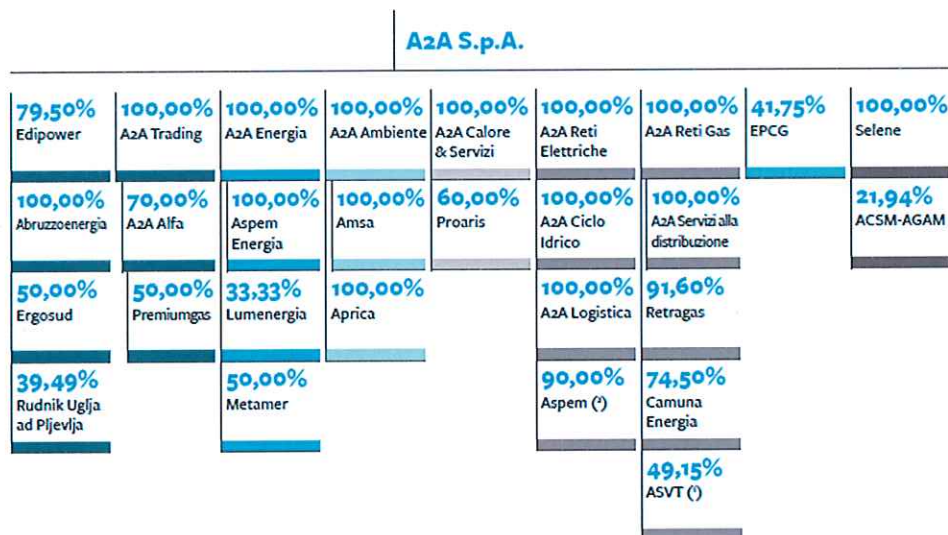 A2A S.p.A.
79,50%
Edipower
100,00%
A2A Trading
100,00%
A2A Energia
100,00%
A2A Ambiente
100,00%
A2A Calore
& Servizi
100,00%
A2A Reti
Elettriche
100,00%
A2A Reti Gas
41,75%
EPCG
100,00%
Selene
100,00%
Abruzzoenergia
70,00%
A2A Alfa
100,00%
Aspem
Energia
100,00%
Amsa
60,00%
Proaris
100,00%
A2A Ciclo
Idrico
100,00%
A2A Servizi alla
distribuzione
21,94%
ACSM-AGAM
50,00%
Ergosud
50,00%
Premiumgas
33,33%
Lumenergia
100,00%
Aprica
100,00%
A2A Logistica
91,60%
Retragas
39,49%
Rudnik Uglja
ad Pljevlja
50,00%
Metamer
90,00%
Aspem (²)
74,50%
Camuna
Energia
49,15%
ASVT (¹)